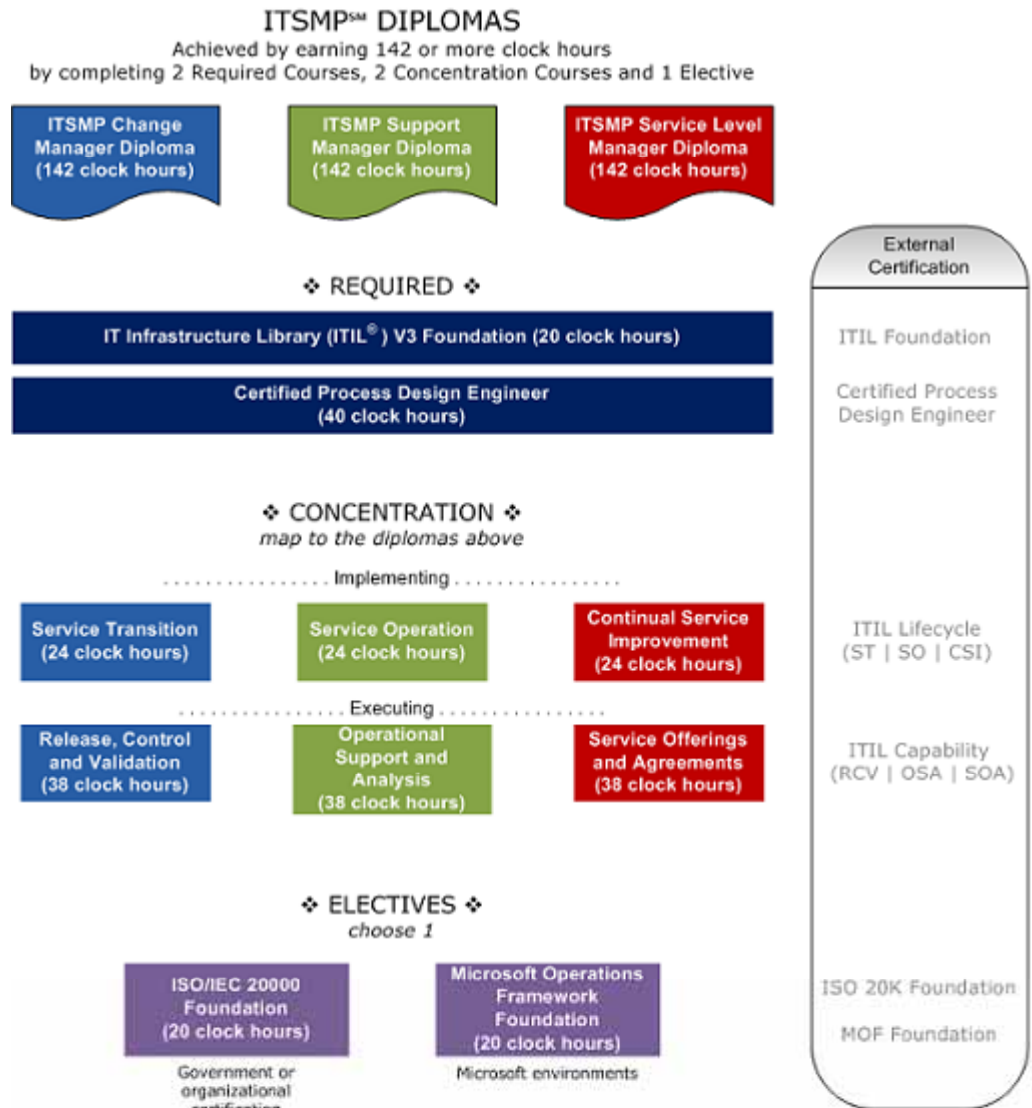 ITSMP℠ DIPLOMAS
Achieved by earning 142 or more clock hours
by completing 2 Required Courses, 2 Concentration Courses and 1 Elective
ITSMP Change
Manager Diploma
(142 clock hours)
ITSMP Support
Manager Diploma
(142 clock hours)
ITSMP Service Level
Manager Diploma
(142 clock hours)
External
Certification
❖ REQUIRED ❖
IT Infrastructure Library (ITIL® ) V3 Foundation (20 clock hours)
ITIL Foundation
Certified Process Design Engineer
(40 clock hours)
Certified Process
Design Engineer
❖ CONCENTRATION ❖
map to the diplomas above
. . . . . . . . . . . . . . . . Implementing . . . . . . . . . . . . . . . .
Service Transition
(24 clock hours)
Service Operation
(24 clock hours)
Continual Service
Improvement
(24 clock hours)
ITIL Lifecycle
(ST | SO | CSI)
. . . . . . . . . . . . . . . . Executing . . . . . . . . . . . . . . . .
Release, Control
and Validation
(38 clock hours)
Operational
Support and
Analysis
(38 clock hours)
Service Offerings
and Agreements
(38 clock hours)
ITIL Capability
(RCV | OSA | SOA)
❖ ELECTIVES ❖
choose 1
ISO/IEC 20000
Foundation
(20 clock hours)
Microsoft Operations
Framework
Foundation
(20 clock hours)
ISO 20K Foundation
MOF Foundation
Government or
organizational
certification
Microsoft environments